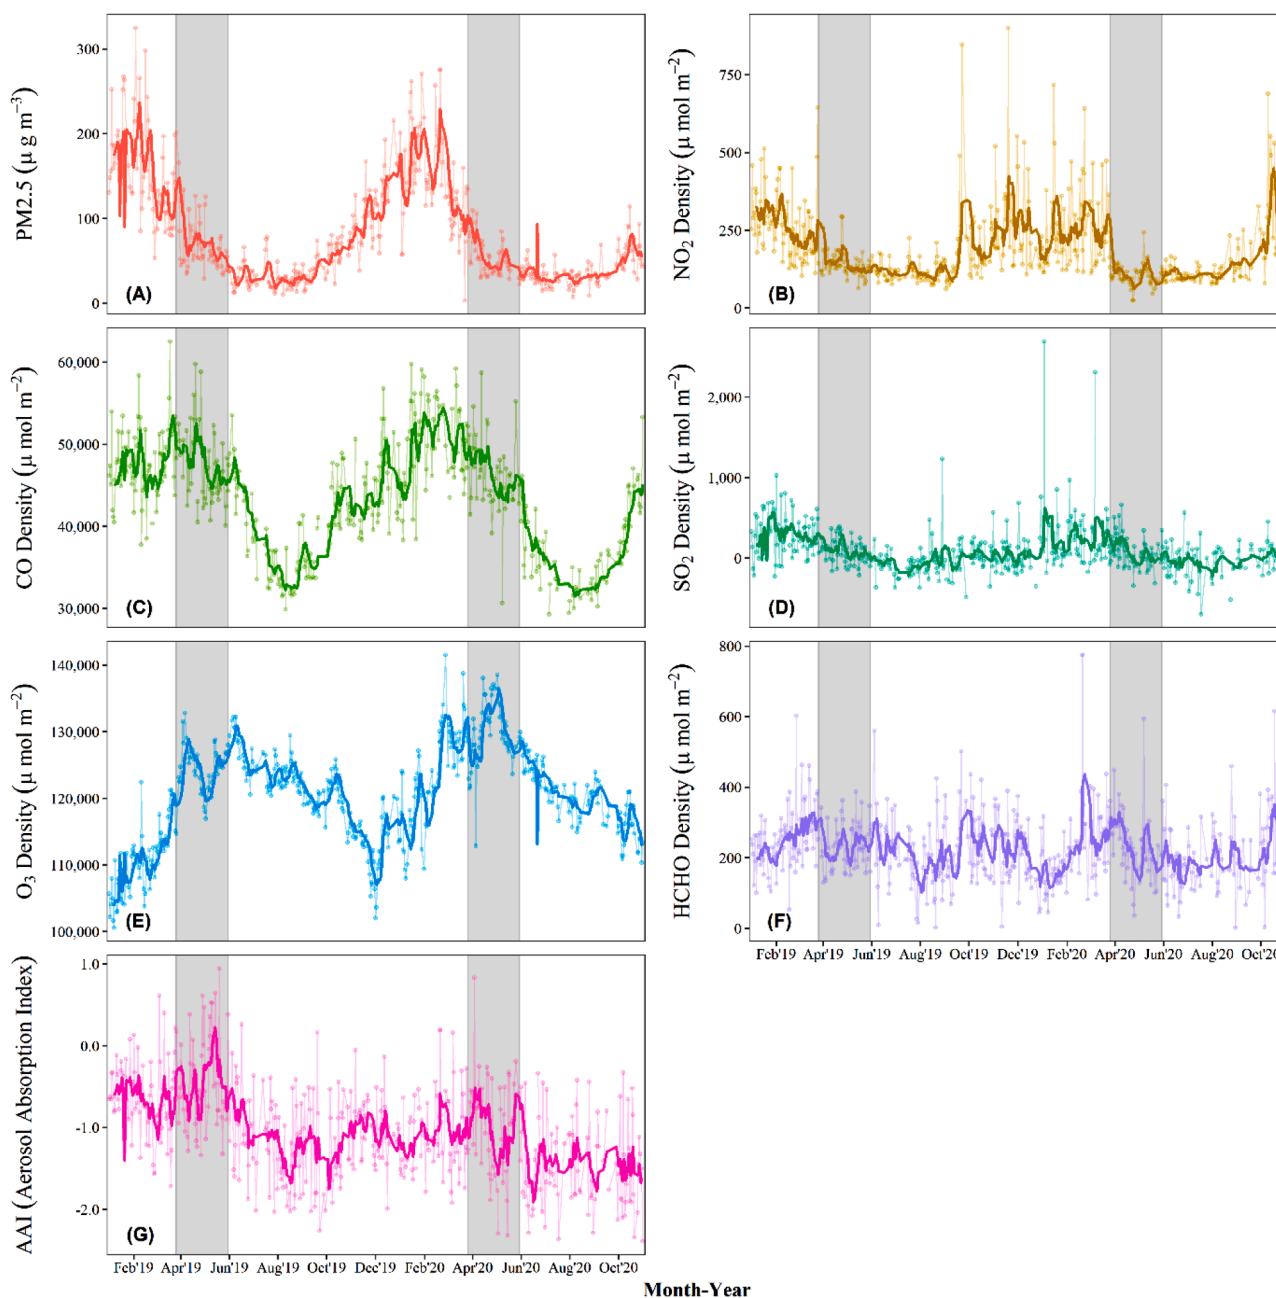 PM2.5 (μ g m−3)
300
200
100
0
(A)
NO2 Density (μ mol m−2)
750
500
250
0
(B)
CO Density (μ mol m−2)
60,000
50,000
40,000
30,000
(C)
SO2 Density (μ mol m−2)
2,000
1,000
0
(D)
O3 Density (μ mol m−2)
140,000
130,000
120,000
110,000
100,000
(E)
HCHO Density (μ mol m−2)
800
600
400
200
0
(F)
Feb'19 Apr'19 Jun'19 Aug'19 Oct'19 Dec'19 Feb'20 Apr'20 Jun'20 Aug'20 Oct'20
AAI (Aerosol Absorption Index)
1.0
0.0
-1.0
-2.0
(G)
Feb'19 Apr'19 Jun'19 Aug'19 Oct'19 Dec'19 Feb'20 Apr'20 Jun'20 Aug'20 Oct'20
Month-Year